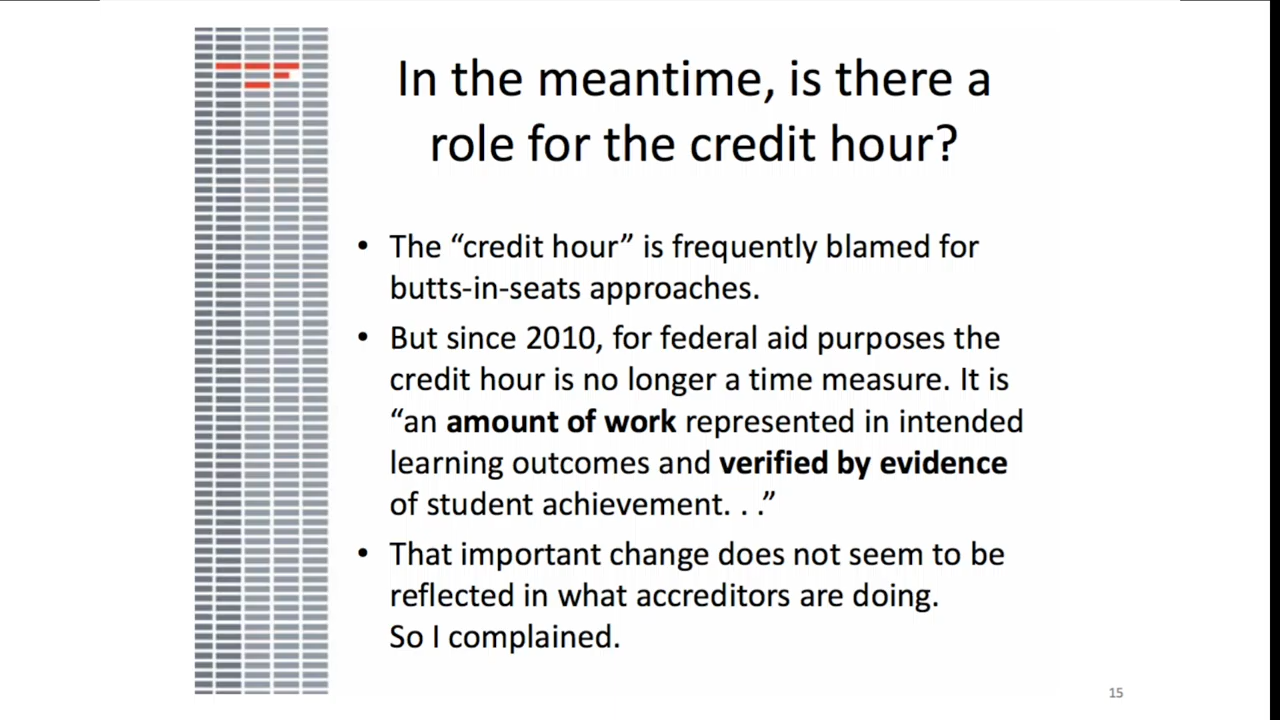 In the meantime, is there a
role for the credit hour?
• The “credit hour” is frequently blamed for
butts-in-seats approaches.
• But since 2010, for federal aid purposes the
credit hour is no longer a time measure. It is
“an amount of work represented in intended
learning outcomes and verified by evidence
of student achievement. . .”
• That important change does not seem to be
reflected in what accreditors are doing.
So I complained.
15